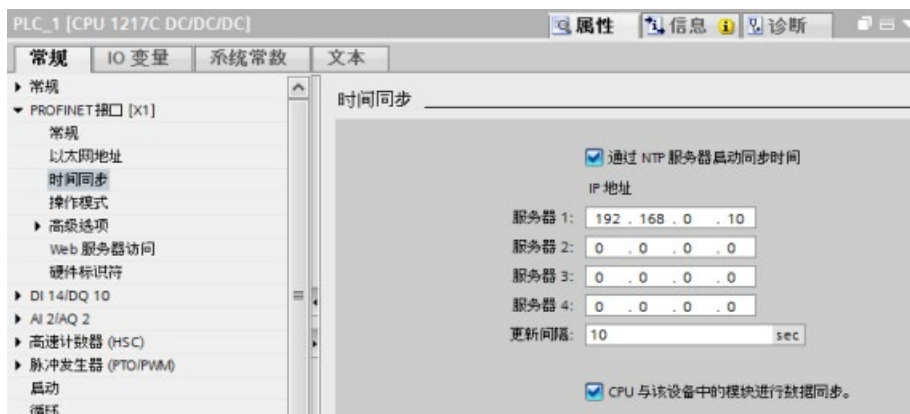 PLC_1 [CPU 1217C DC/DC/DC]
属性 信息 诊断
常规 IO 变量 系统常数 文本
常规
PROFINET接口 [X1]
常规
以太网地址
时间同步
操作模式
高级选项
Web 服务器访问
硬件标识符
DI 14/DQ 10
AI 2/AQ 2
高速计数器 (HSC)
脉冲发生器 (PTO/PWM)
启动
循环
时间同步
通过 NTP 服务器启动同步时间
IP 地址
服务器 1: 192 . 168 . 0 . 10
服务器 2: 0 . 0 . 0 . 0
服务器 3: 0 . 0 . 0 . 0
服务器 4: 0 . 0 . 0 . 0
更新间隔: 10 sec
CPU 与该设备中的模块进行数据同步。